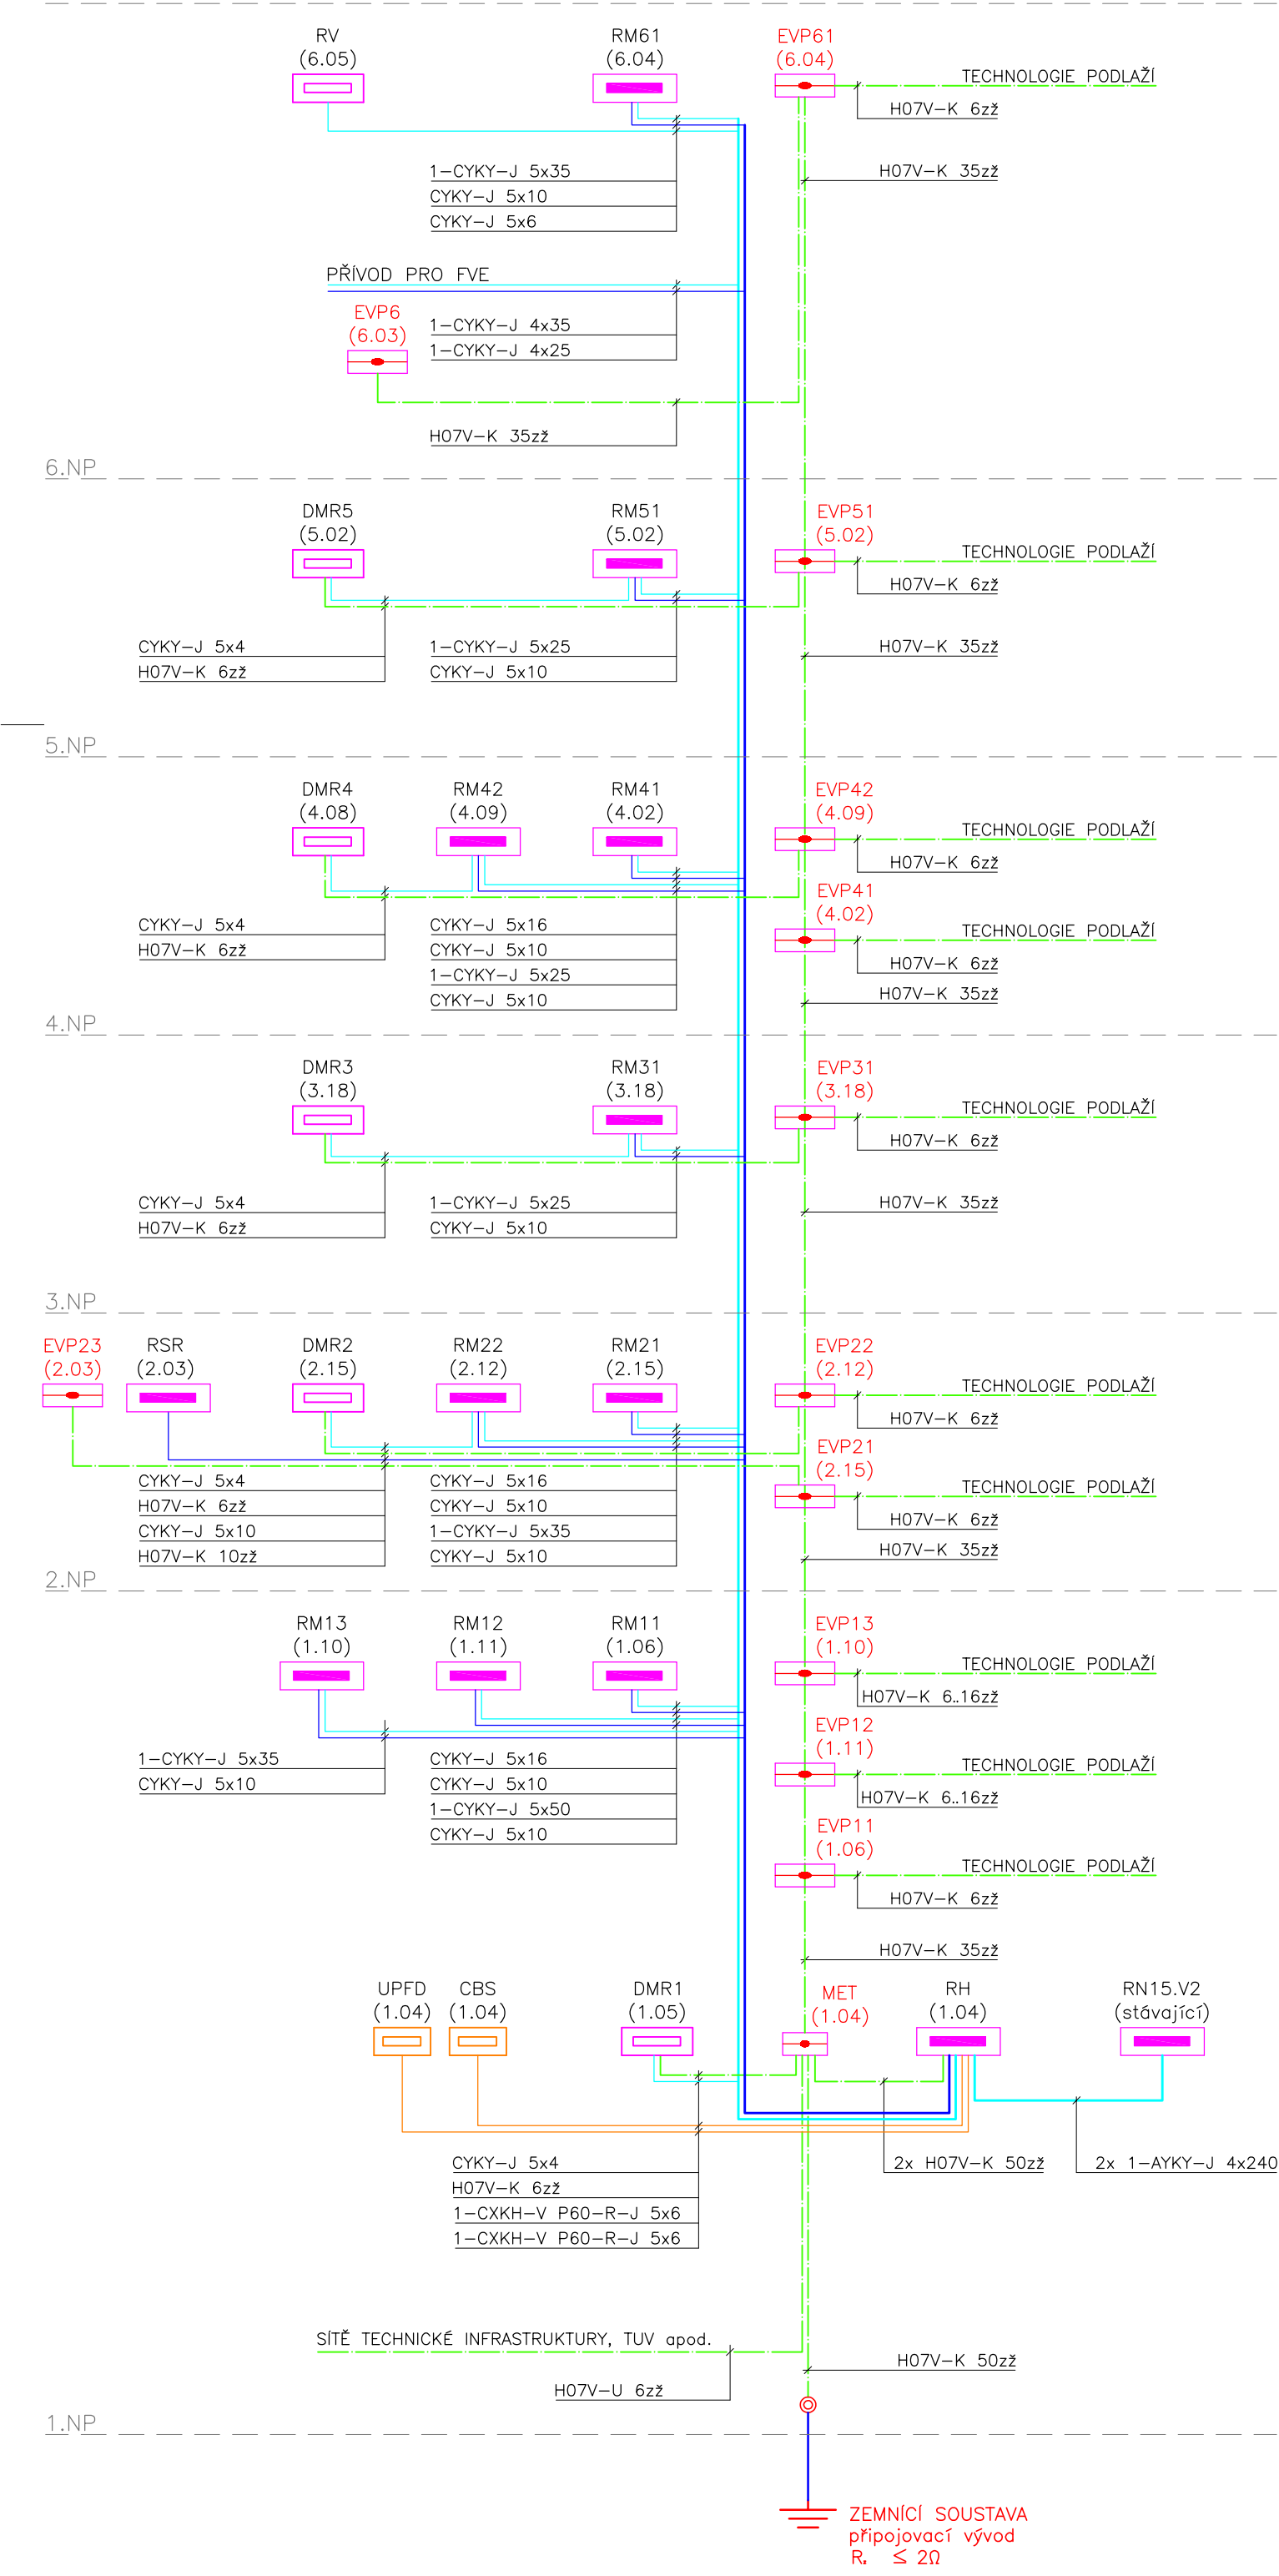 RV
(6.05)
RM61
(6.04)
EVP61
(6.04)
TECHNOLOGIE PODLAŽÍ
H07V-K 6zž
1-CYKY-J 5x35
CYKY-J 5x10
CYKY-J 5x6
H07V-K 35zž
PŘÍVOD PRO FVE
EVP6
(6.03)
1-CYKY-J 4x35
1-CYKY-J 4x25
H07V-K 35zž
6.NP
DMR5
(5.02)
RM51
(5.02)
EVP51
(5.02)
TECHNOLOGIE PODLAŽÍ
H07V-K 6zž
CYKY-J 5x4
H07V-K 6zž
1-CYKY-J 5x25
CYKY-J 5x10
H07V-K 35zž
5.NP
DMR4
(4.08)
RM42
(4.09)
RM41
(4.02)
EVP42
(4.09)
TECHNOLOGIE PODLAŽÍ
H07V-K 6zž
EVP41
(4.02)
TECHNOLOGIE PODLAŽÍ
H07V-K 6zž
H07V-K 35zž
CYKY-J 5x4
H07V-K 6zž
CYKY-J 5x16
CYKY-J 5x10
1-CYKY-J 5x25
CYKY-J 5x10
4.NP
DMR3
(3.18)
RM31
(3.18)
EVP31
(3.18)
TECHNOLOGIE PODLAŽÍ
H07V-K 6zž
CYKY-J 5x4
H07V-K 6zž
1-CYKY-J 5x25
CYKY-J 5x10
H07V-K 35zž
3.NP
EVP23
(2.03)
RSR
(2.03)
DMR2
(2.15)
RM22
(2.12)
RM21
(2.15)
EVP22
(2.12)
TECHNOLOGIE PODLAŽÍ
H07V-K 6zž
EVP21
(2.15)
TECHNOLOGIE PODLAŽÍ
H07V-K 6zž
H07V-K 35zž
CYKY-J 5x4
H07V-K 6zž
CYKY-J 5x10
H07V-K 10zž
CYKY-J 5x16
CYKY-J 5x10
1-CYKY-J 5x35
CYKY-J 5x10
2.NP
RM13
(1.10)
RM12
(1.11)
RM11
(1.06)
EVP13
(1.10)
TECHNOLOGIE PODLAŽÍ
H07V-K 6..16zž
EVP12
(1.11)
TECHNOLOGIE PODLAŽÍ
H07V-K 6..16zž
EVP11
(1.06)
TECHNOLOGIE PODLAŽÍ
H07V-K 6zž
1-CYKY-J 5x35
CYKY-J 5x10
CYKY-J 5x16
CYKY-J 5x10
1-CYKY-J 5x50
CYKY-J 5x10
H07V-K 35zž
UPFD
(1.04)
CBS
(1.04)
DMR1
(1.05)
MET
(1.04)
RH
(1.04)
RN15.V2
(stávající)
CYKY-J 5x4
H07V-K 6zž
1-CXKH-V P60-R-J 5x6
1-CXKH-V P60-R-J 5x6
2x H07V-K 50zž
2x 1-AYKY-J 4x240
SÍTĚ TECHNICKÉ INFRASTRUKTURY, TUV apod.
H07V-U 6zž
H07V-K 50zž
1.NP
ZEMNÍCÍ SOUSTAVA
připojovací vývod
R ≤ 2Ω